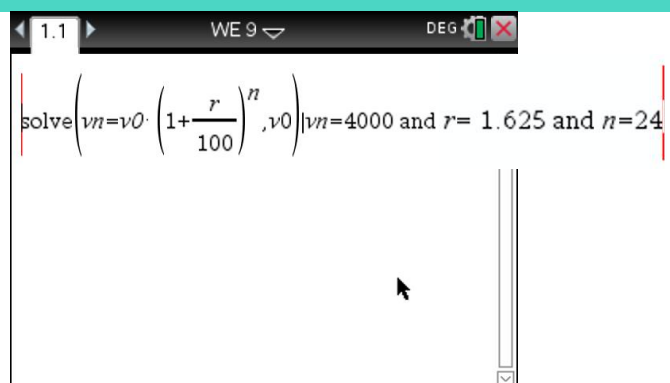 1.1 WE 9 DEG
solve(vn=v0·(1+r/100)^n,v0)|vn=4000 and r= 1.625 and n=24